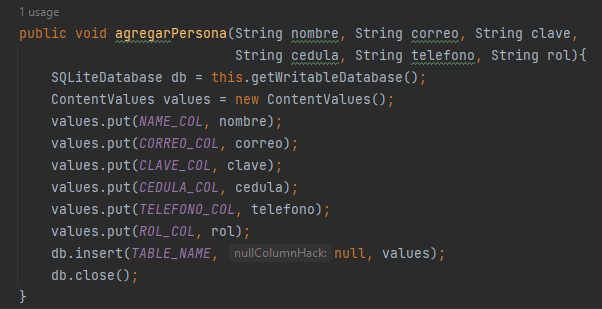 1 usage
public void agregarPersona(String nombre, String correo, String clave,
                           String cedula, String telefono, String rol){
    SQLiteDatabase db = this.getWritableDatabase();
    ContentValues values = new ContentValues();
    values.put(NAME_COL, nombre);
    values.put(CORREO_COL, correo);
    values.put(CLAVE_COL, clave);
    values.put(CEDULA_COL, cedula);
    values.put(TELEFONO_COL, telefono);
    values.put(ROL_COL, rol);
    db.insert(TABLE_NAME, nullColumnHack: null, values);
    db.close();
}